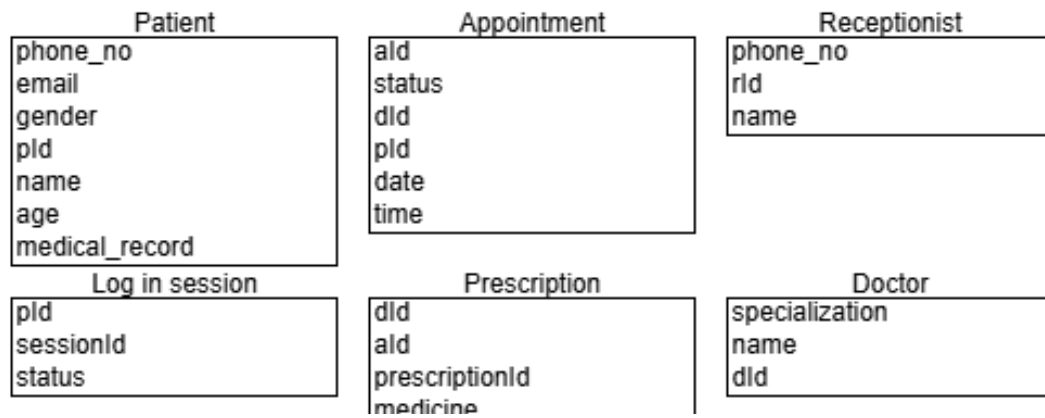 Patient
phone_no
email
gender
pId
name
age
medical_record
Appointment
aId
status
dId
pId
date
time
Receptionist
phone_no
rId
name
Log in session
pId
sessionId
status
Prescription
dId
aId
prescriptionId
medicine
Doctor
specialization
name
dId